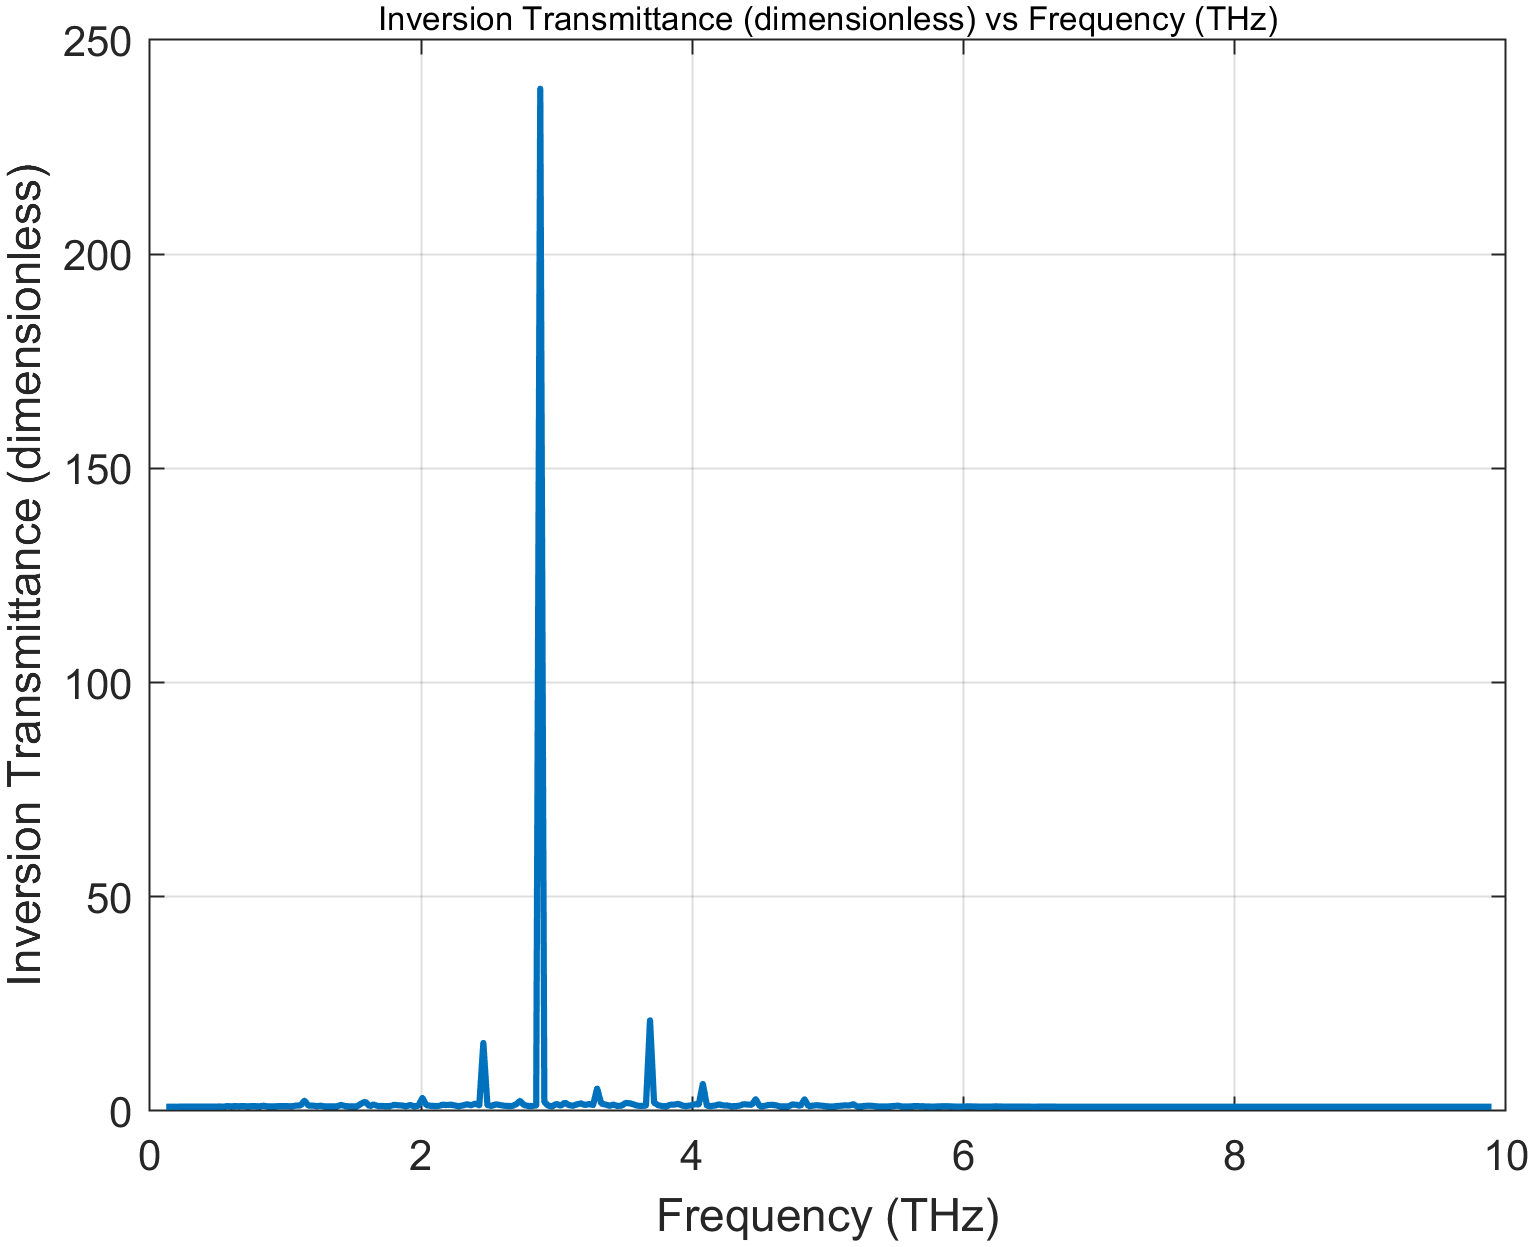 Inversion Transmittance (dimensionless) vs Frequency (THz)
Inversion Transmittance (dimensionless)
250
200
150
100
50
0
0 2 4 6 8 10
Frequency (THz)